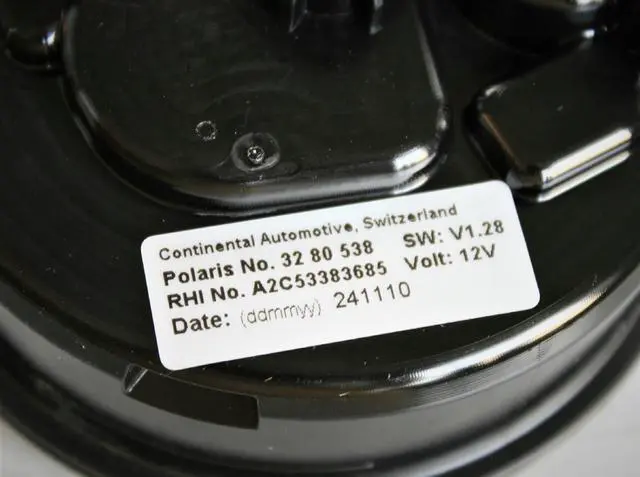 Continental Automotive, Switzerland
Polaris No. 32 80 538 SW: V1.28
RHI No. A2C53383685 Volt: 12V
Date: (ddmmyy) 241110